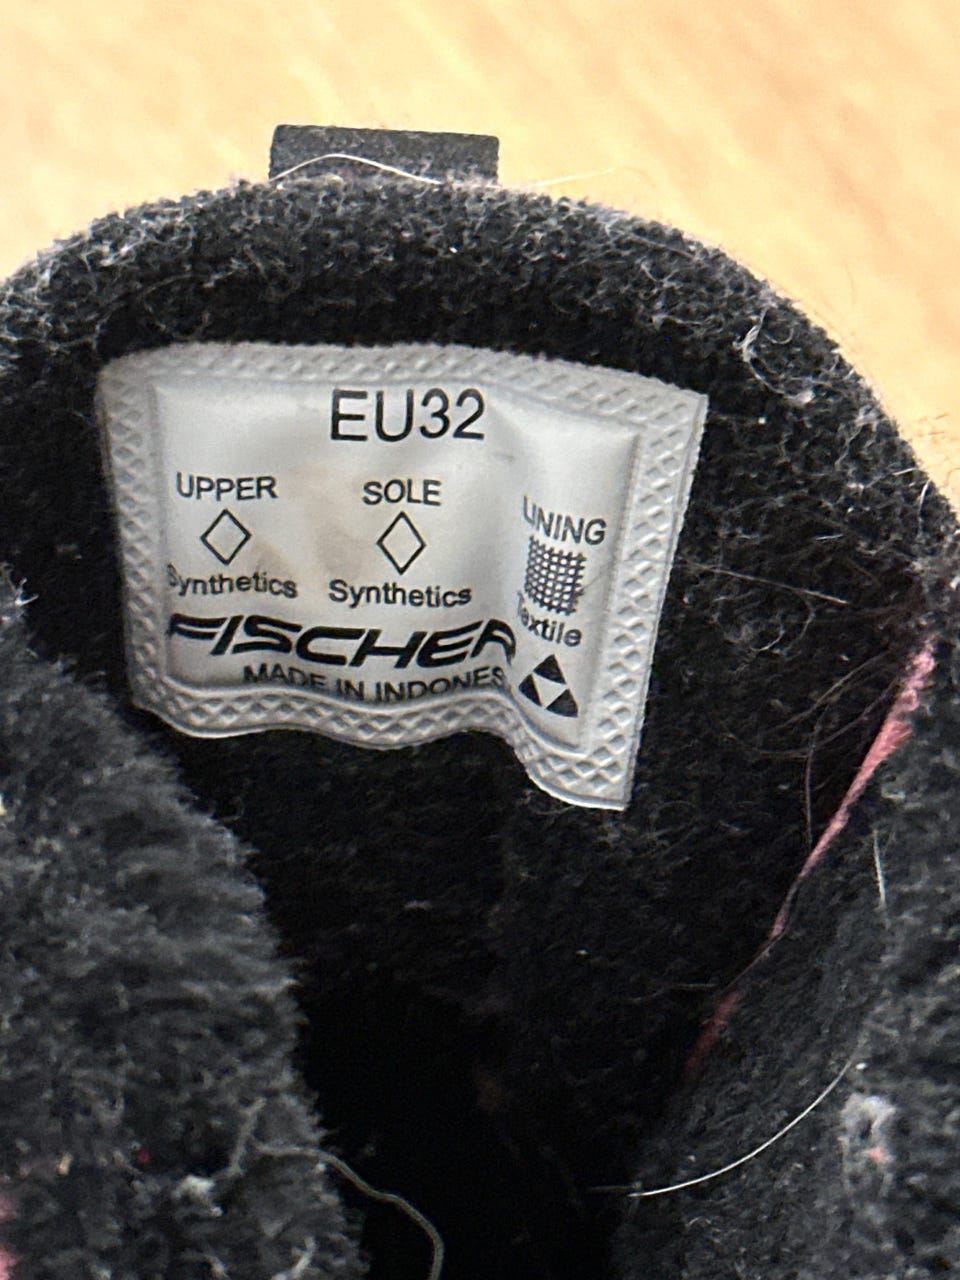 EU32
UPPER SOLE LINING
Synthetics Synthetics Textile
FISCHER
MADE IN INDONES